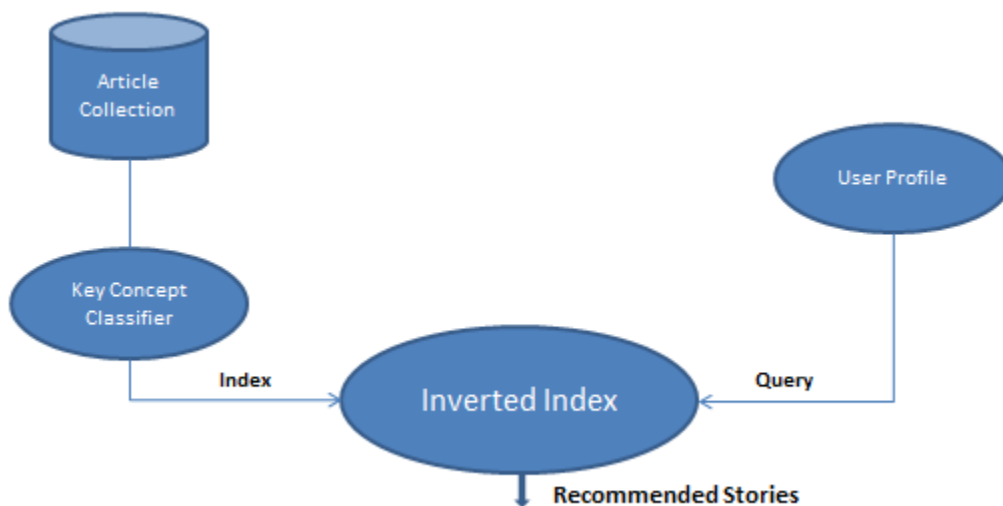 Article
Collection
User Profile
Key Concept
Classifier
Index
Inverted Index
Query
Recommended Stories